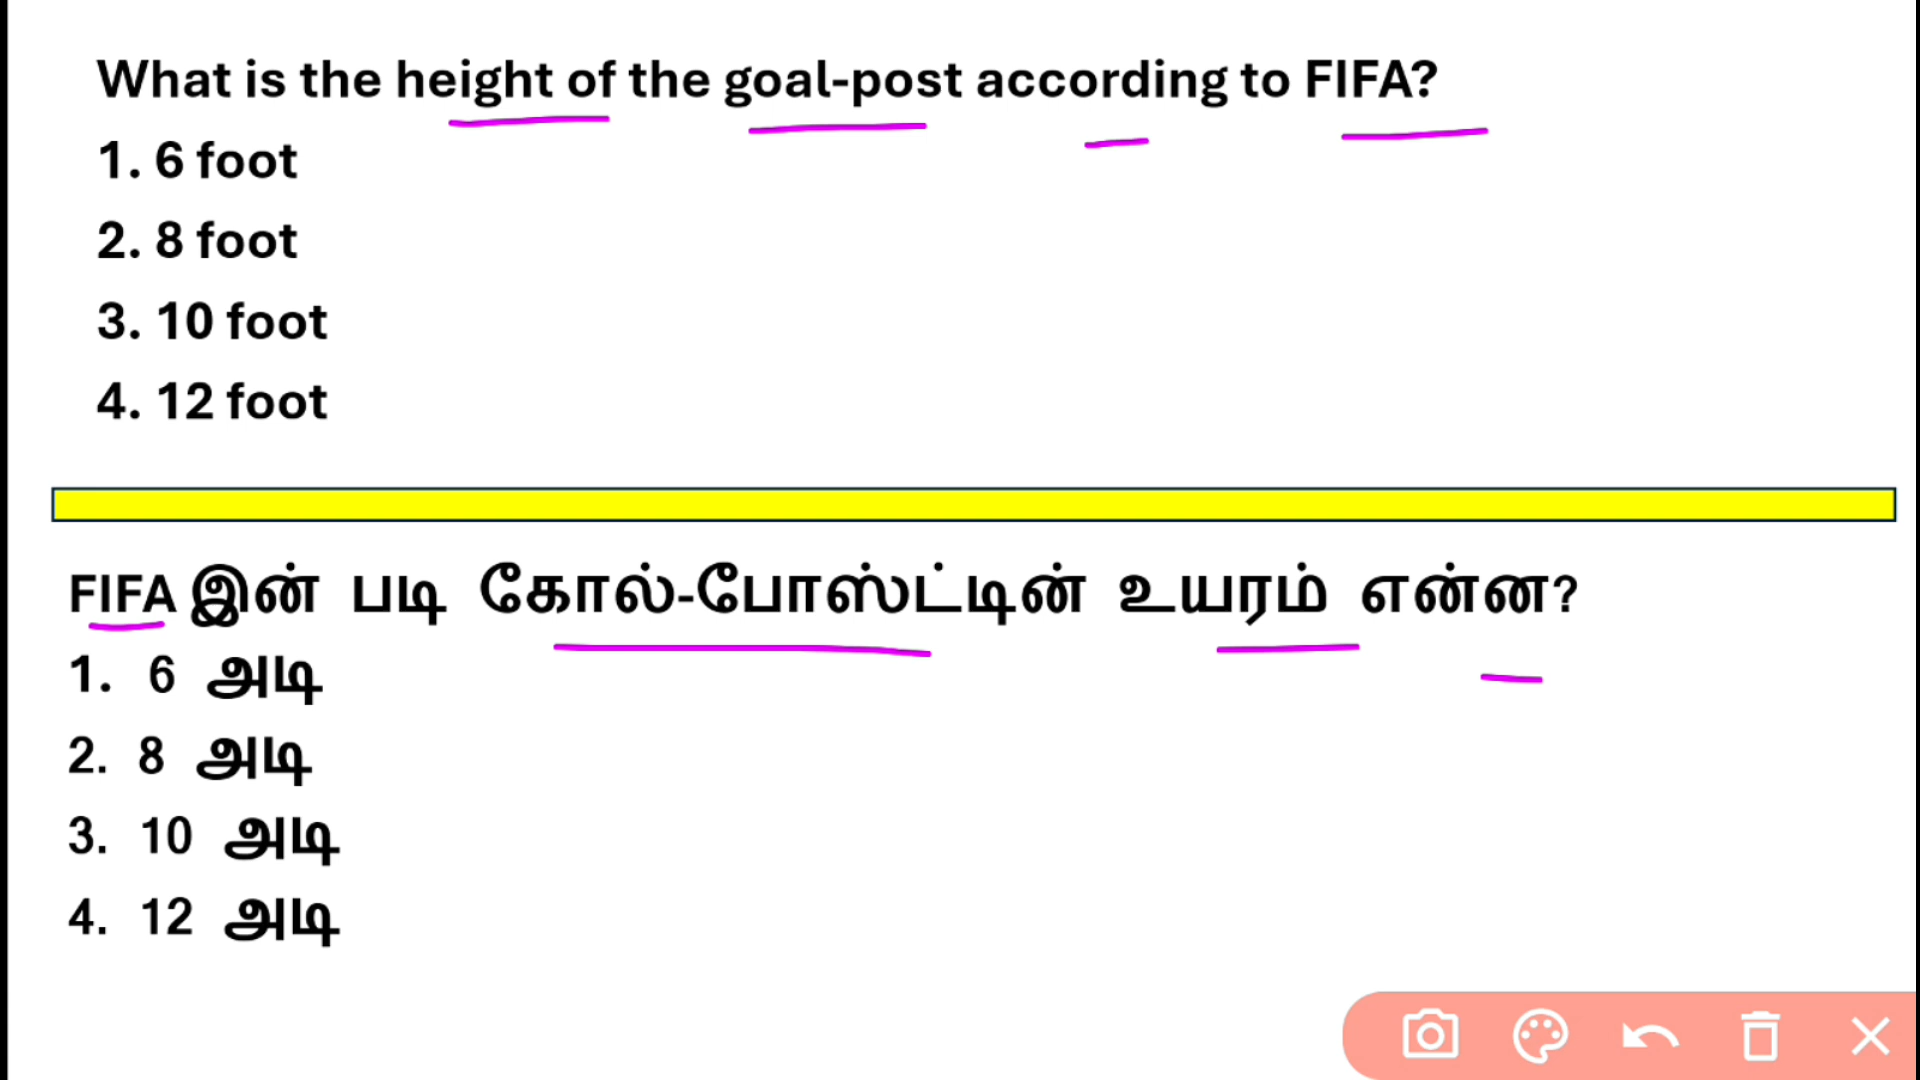 What is the height of the goal-post according to FIFA?
1. 6 foot
2. 8 foot
3. 10 foot
4. 12 foot
FIFA இன் படி கோல்-போஸ்ட்டின் உயரம் என்ன?
1. 6 அடி
2. 8 அடி
3. 10 அடி
4. 12 அடி